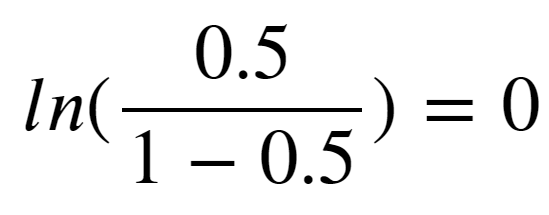 ln(0.5 / 1 − 0.5) = 0